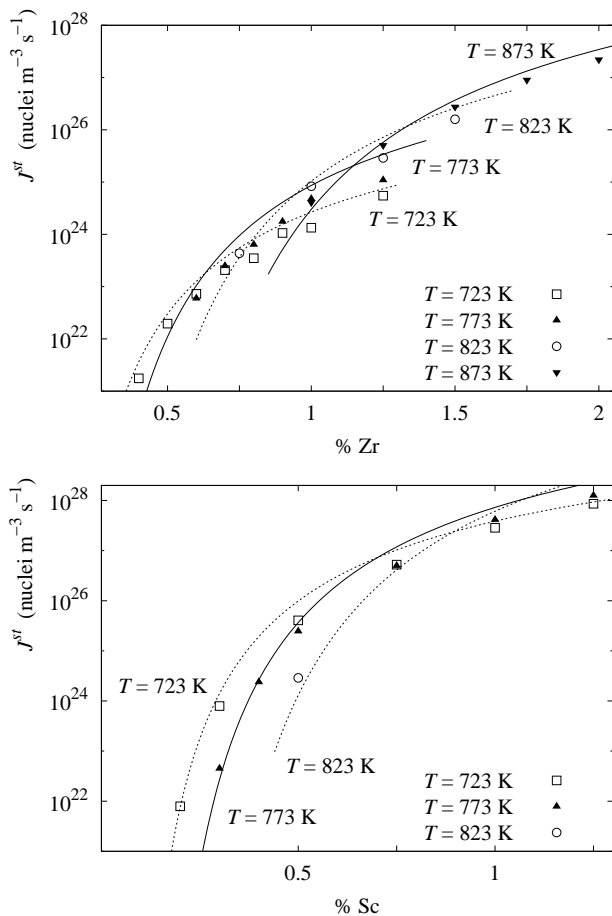 10^28
10^26
10^24
10^22
J^st (nuclei m^−3 s^−1)
T = 873 K
T = 823 K
T = 773 K
T = 723 K
T = 723 K
T = 773 K
T = 823 K
T = 873 K
0.5 1 1.5 2
% Zr
10^28
10^26
10^24
10^22
J^st (nuclei m^−3 s^−1)
T = 723 K
T = 823 K
T = 773 K
T = 723 K
T = 773 K
T = 823 K
0.5 1
% Sc